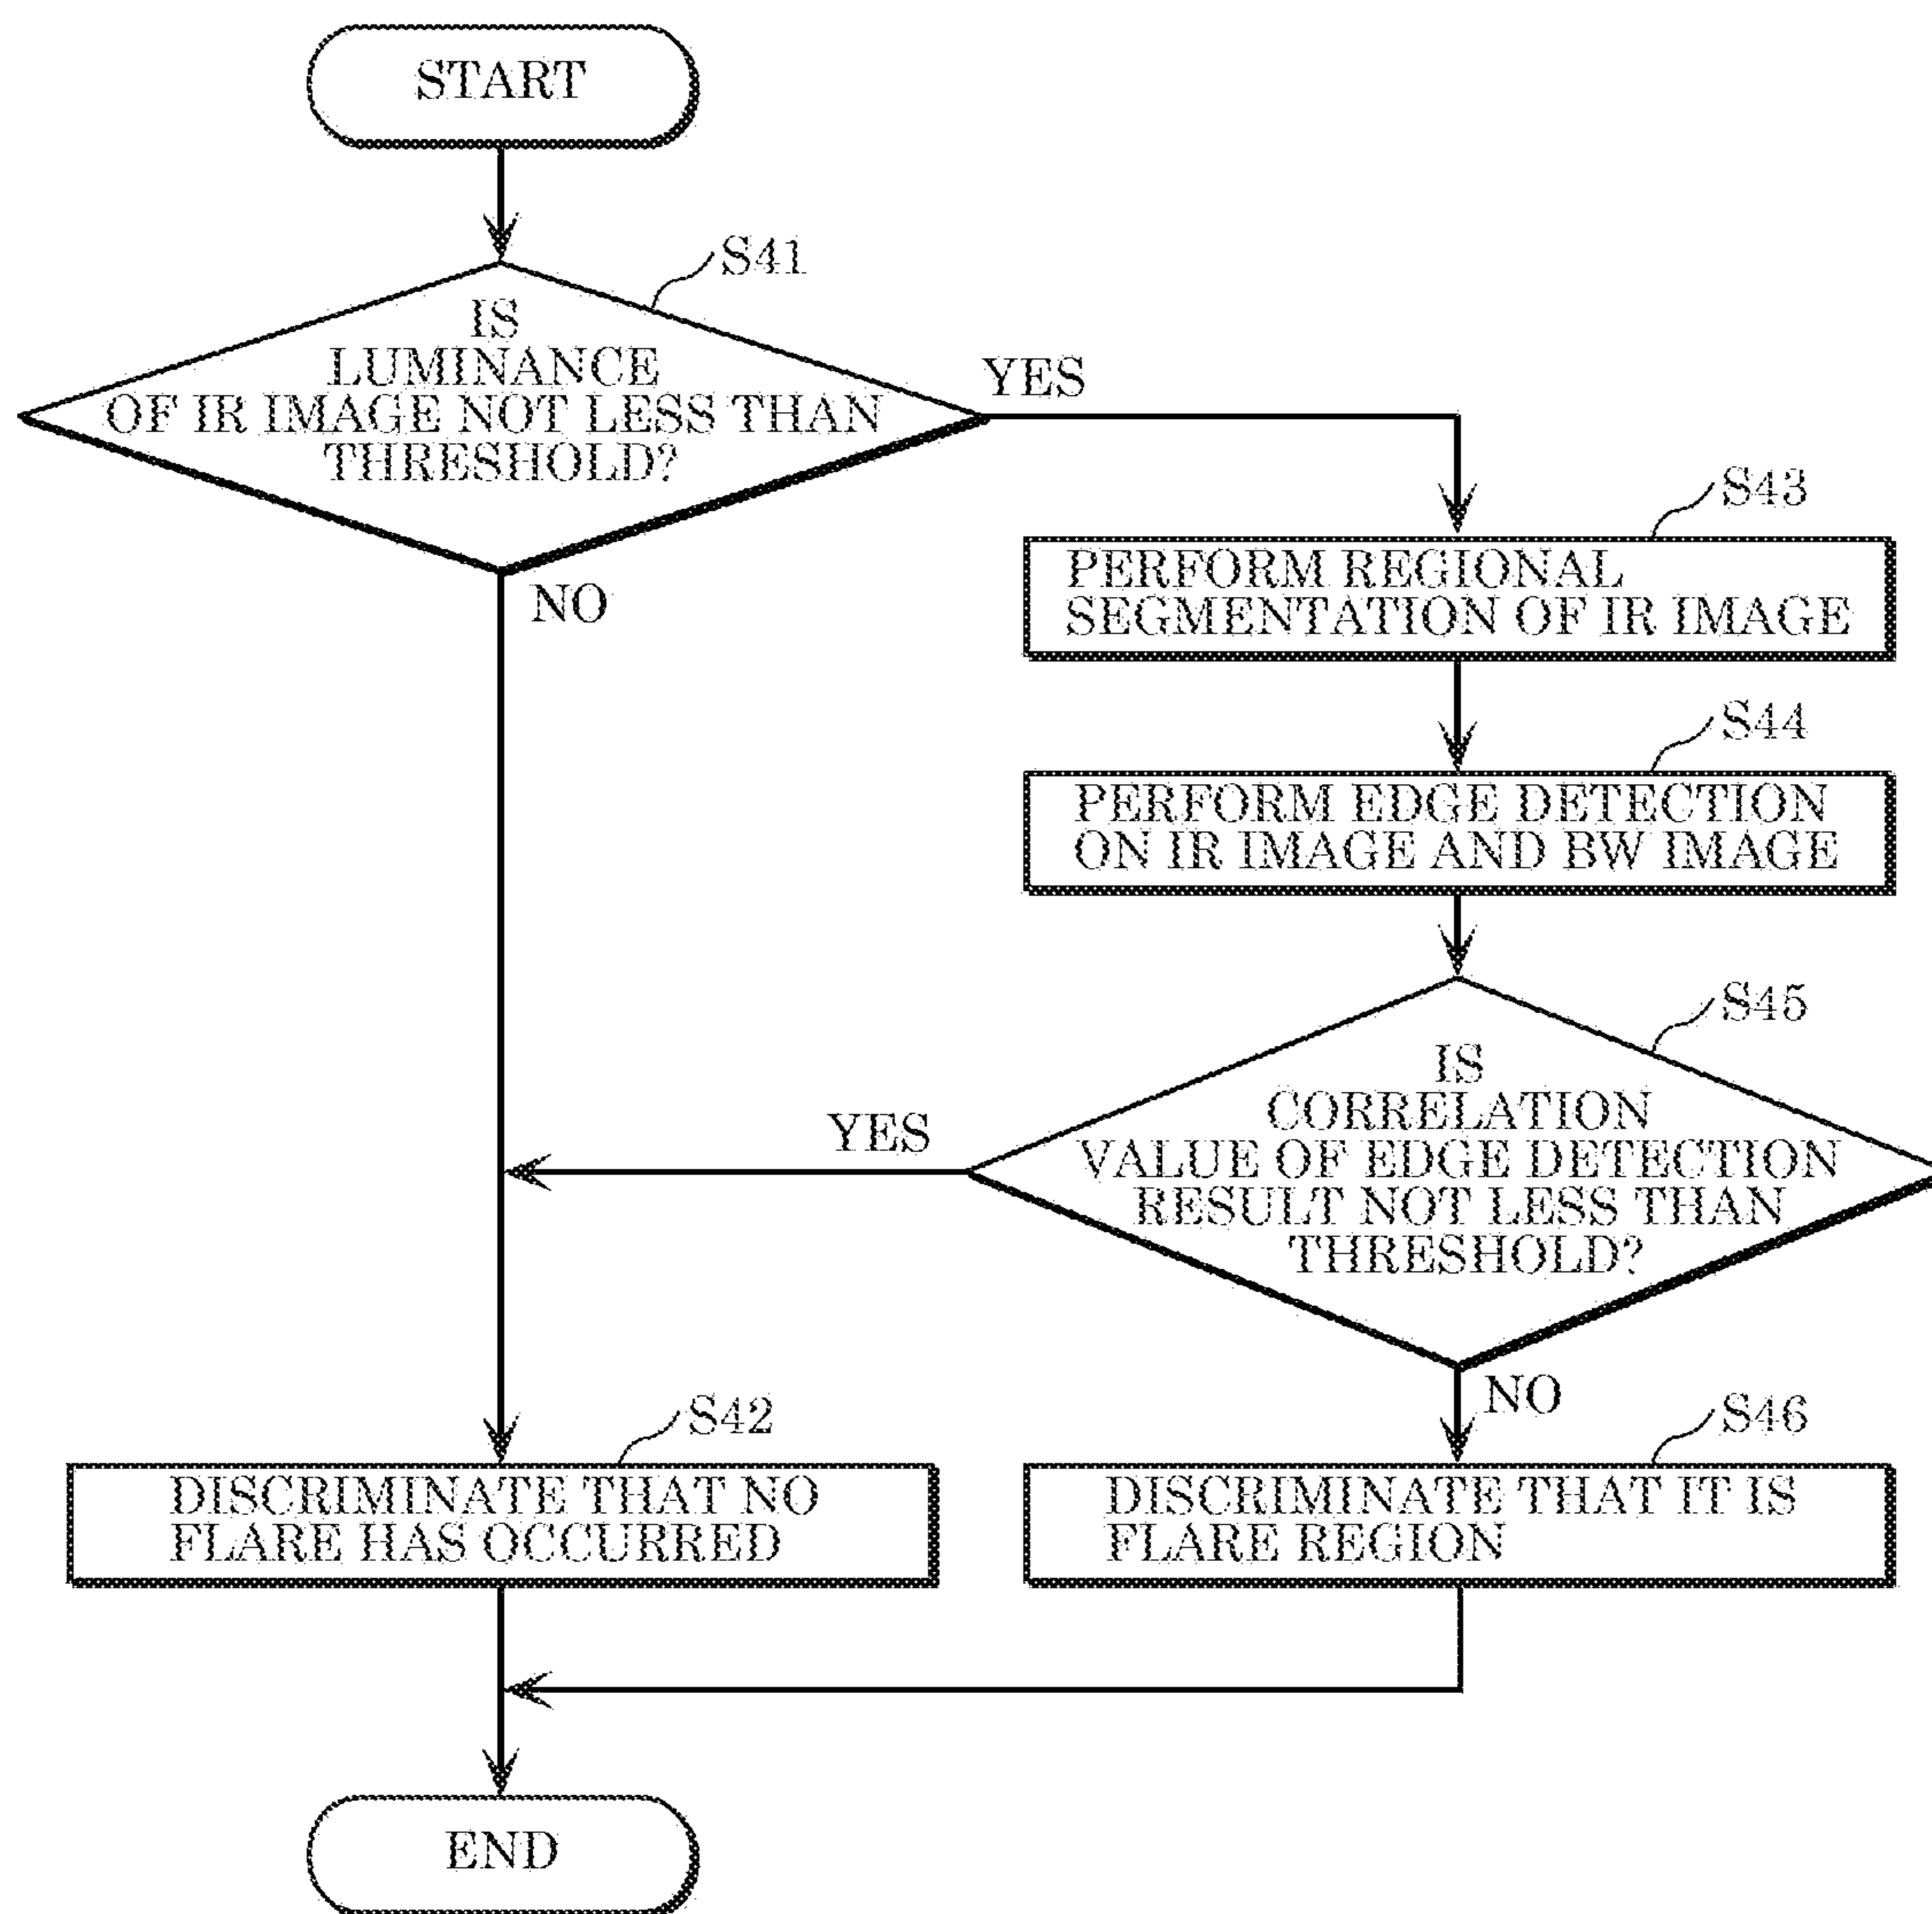 START
S41
IS
LUMINANCE
OF IR IMAGE NOT LESS THAN
THRESHOLD?
YES
NO
S43
PERFORM REGIONAL
SEGMENTATION OF IR IMAGE
S44
PERFORM EDGE DETECTION
ON IR IMAGE AND BW IMAGE
S45
IS
CORRELATION
VALUE OF EDGE DETECTION
RESULT NOT LESS THAN
THRESHOLD?
YES
NO
S42
DISCRIMINATE THAT NO
FLARE HAS OCCURRED
S46
DISCRIMINATE THAT IT IS
FLARE REGION
END